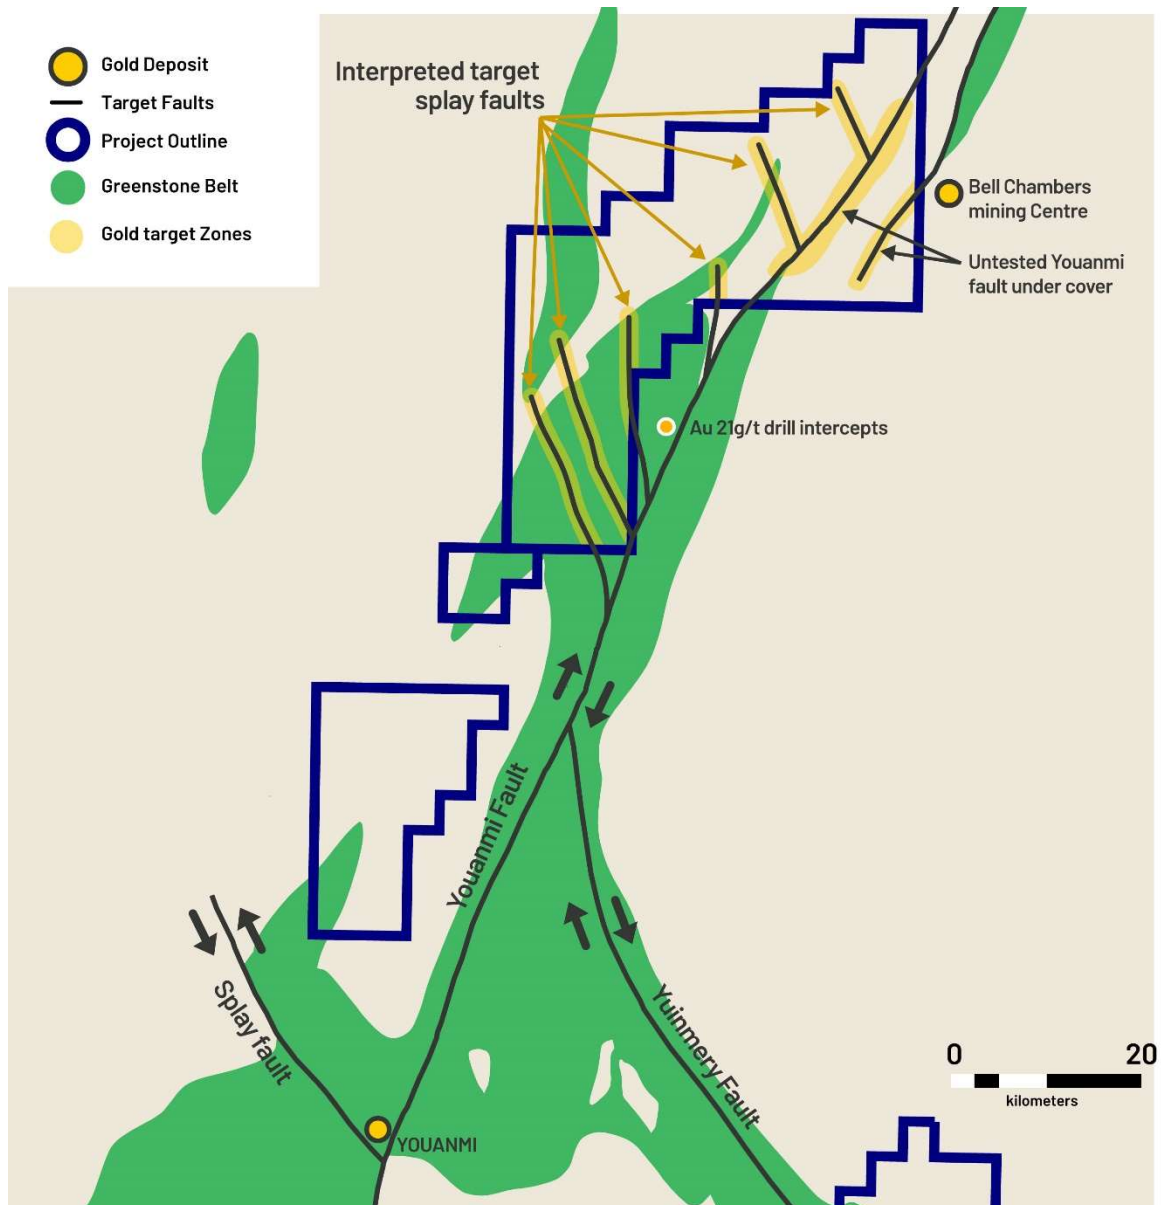 Gold Deposit
Target Faults
Project Outline
Greenstone Belt
Gold target Zones
Interpreted target
splay faults
Bell Chambers
mining Centre
Untested Youanmi
fault under cover
Au 21g/t drill intercepts
Youanmi Fault
Splay fault
Yuinmery Fault
YOUANMI
0 20
kilometers